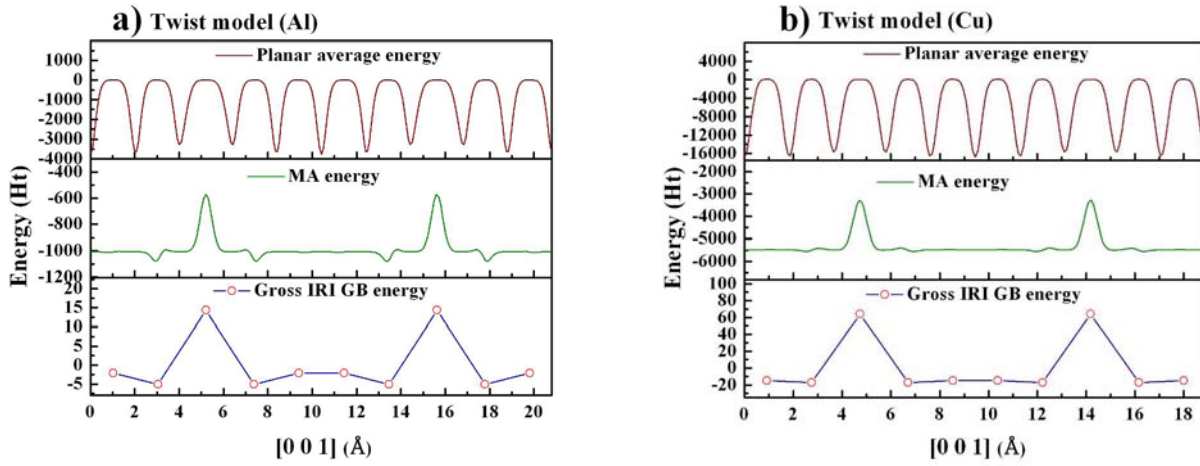 a) Twist model (Al)
Planar average energy
0
-1000
-2000
-3000
-4000
MA energy
-600
-800
-1000
-1200
Energy (Ht)
Gross IRI GB energy
20
15
10
5
0
-5
0 2 4 6 8 10 12 14 16 18 20
[0 0 1] (Å)
b) Twist model (Cu)
Planar average energy
4000
0
-4000
-8000
-12000
-16000
MA energy
-2000
-3000
-4000
-5000
-6000
Energy (Ht)
Gross IRI GB energy
100
80
60
40
20
0
-20
0 2 4 6 8 10 12 14 16 18
[0 0 1] (Å)